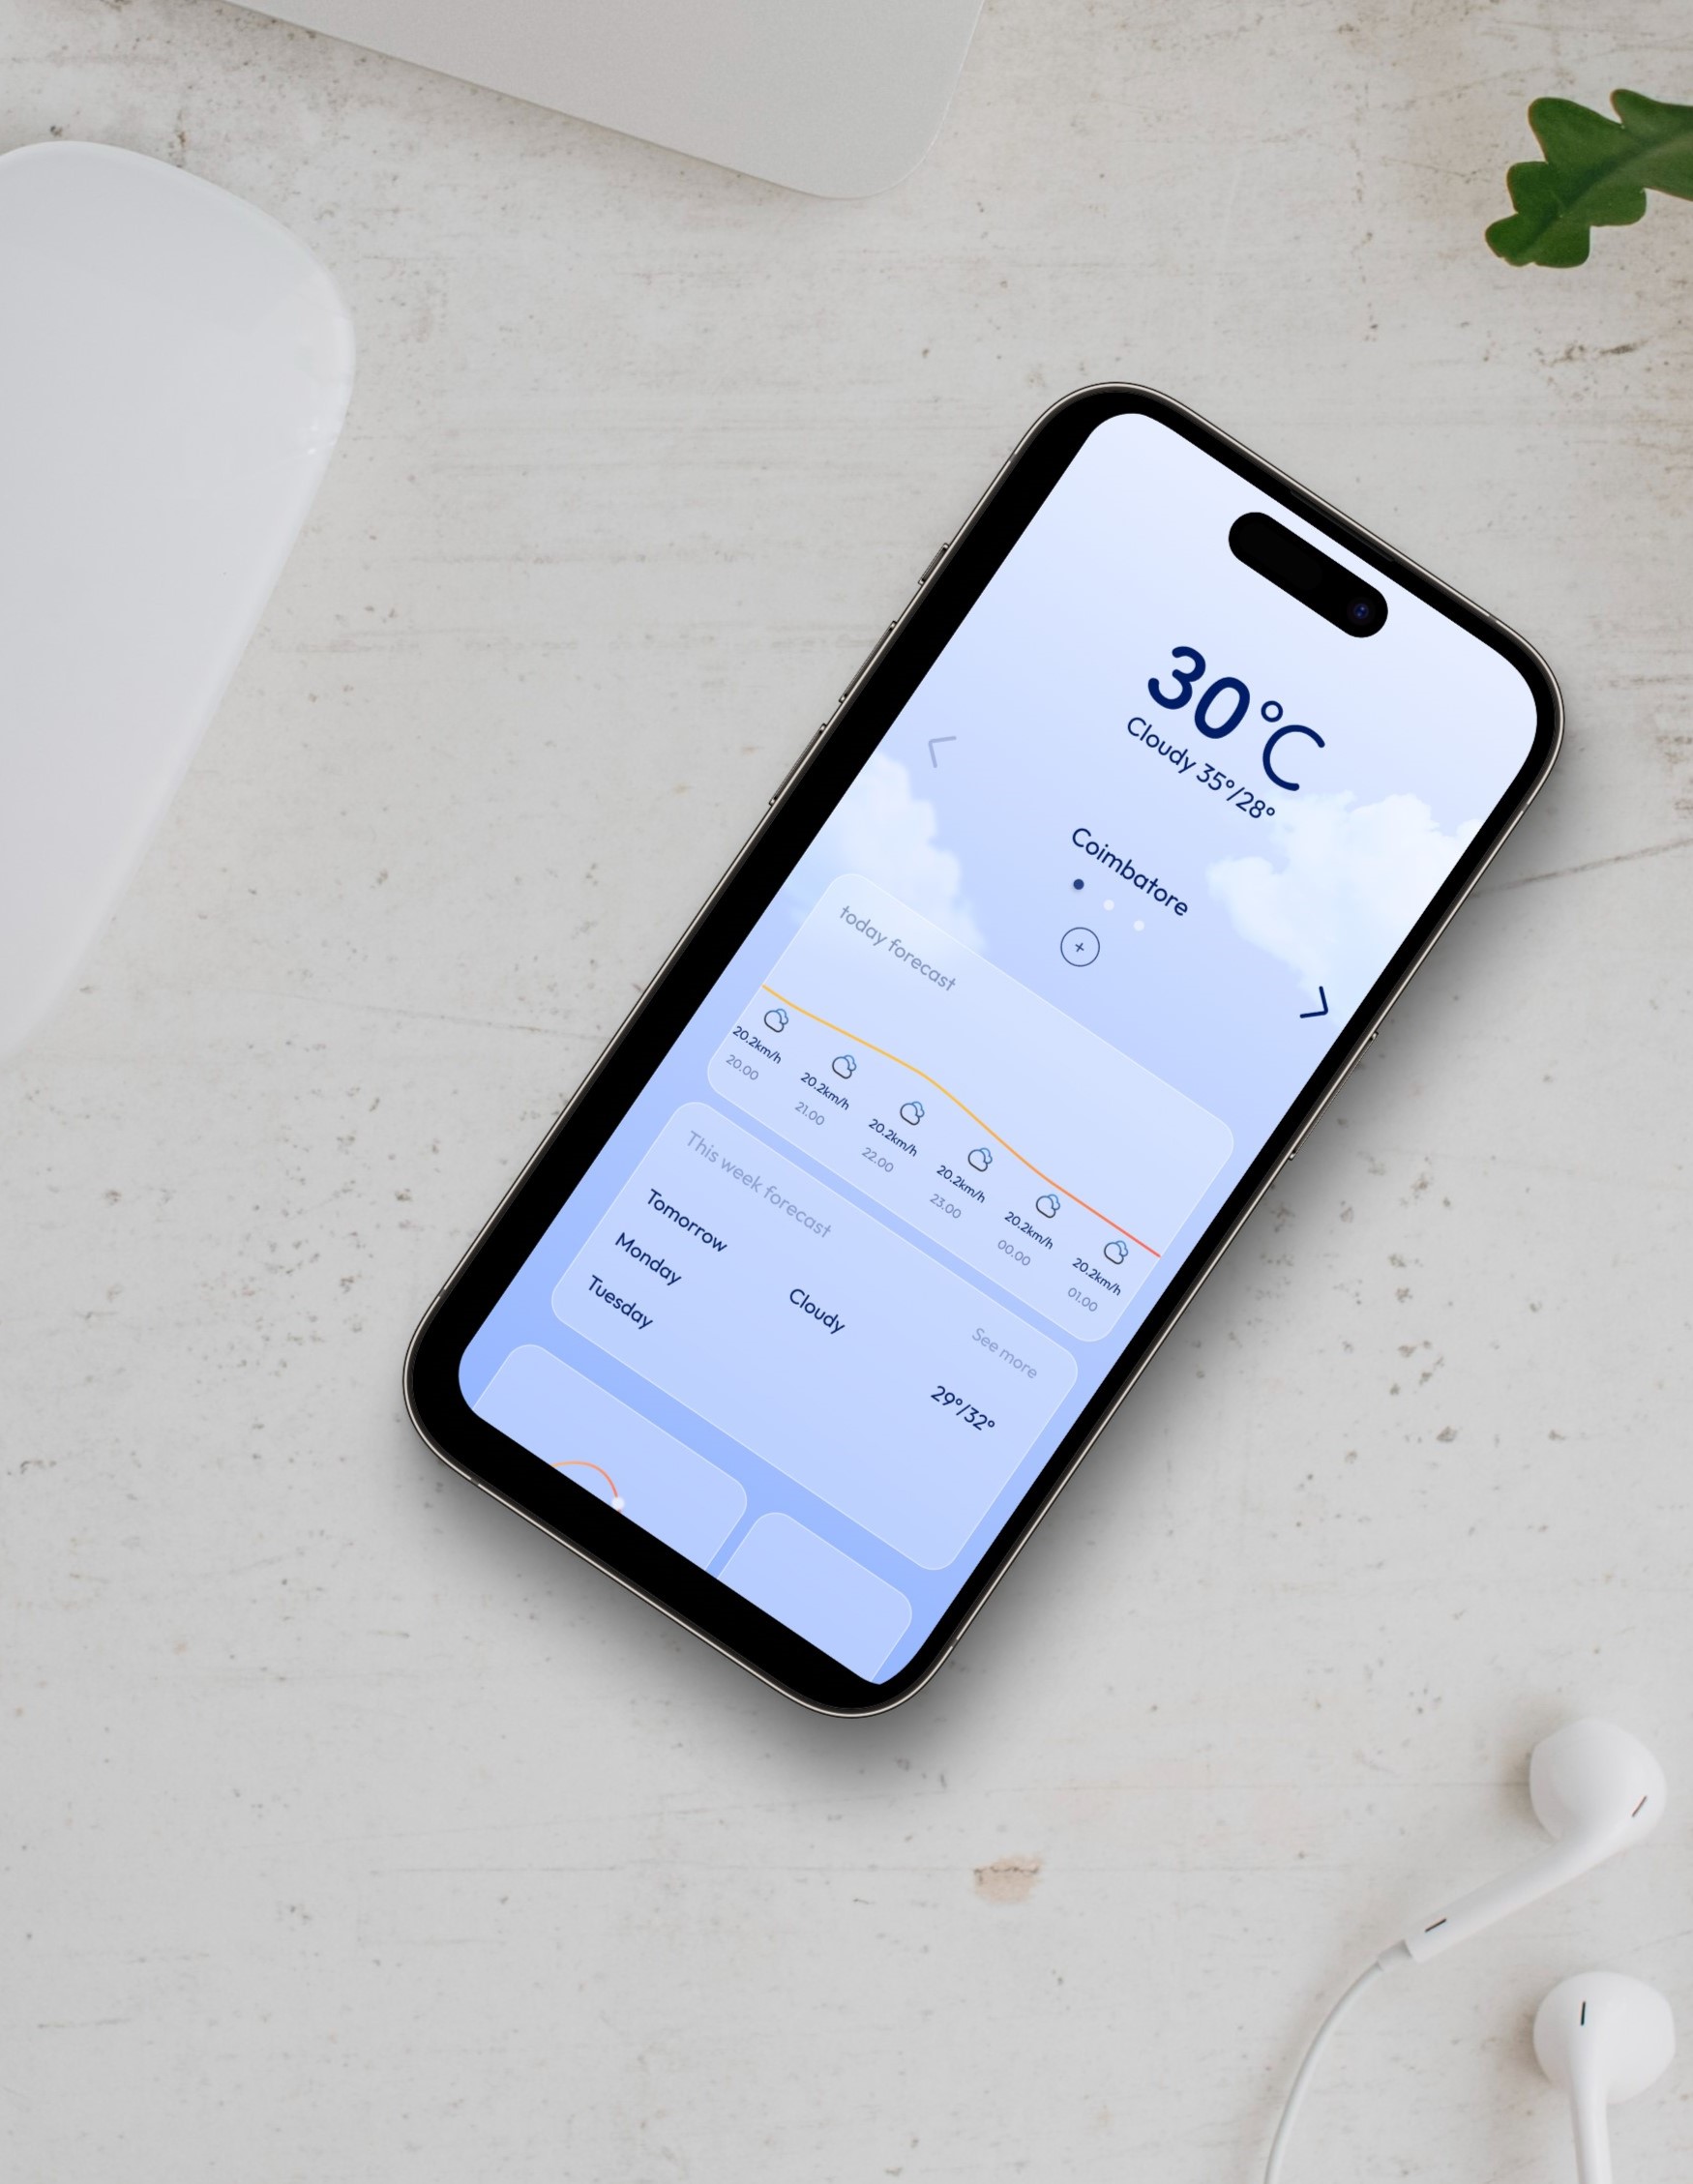 30°C
Cloudy 35°/28°
Coimbatore
+
today forecast
20.2km/h 20.2km/h 20.2km/h 20.2km/h 20.2km/h 20.2km/h
20.00 21.00 22.00 23.00 00.00 01.00
This week forecast See more
Tomorrow Cloudy 29°/32°
Monday
Tuesday